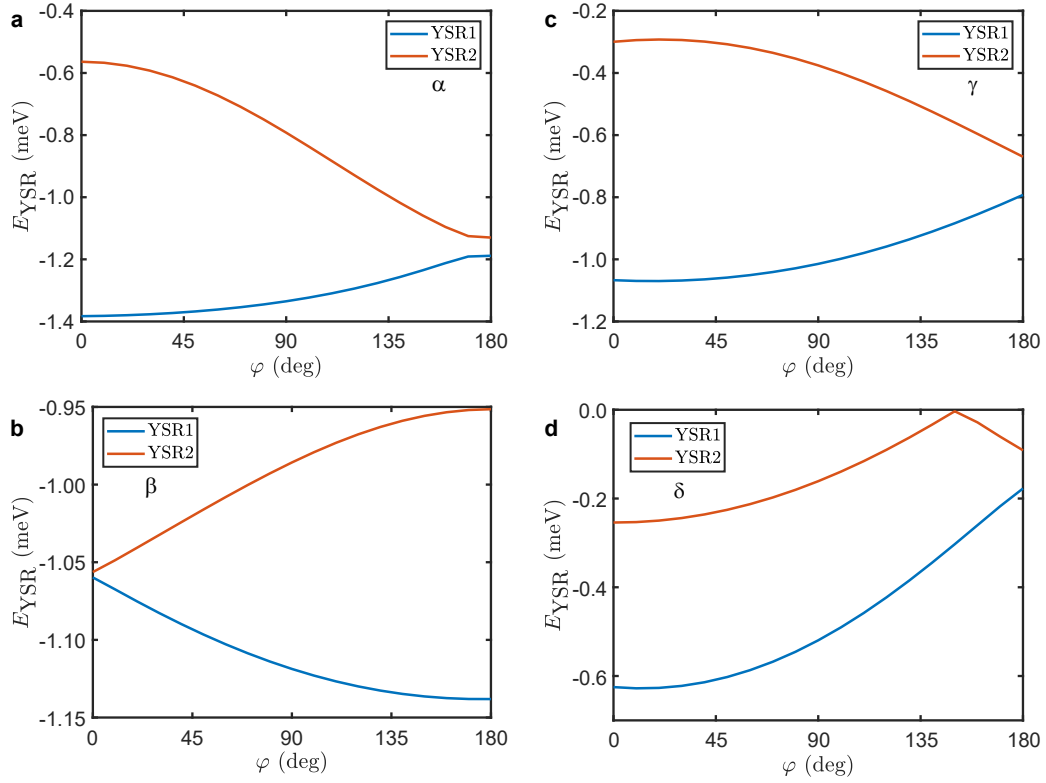 a
-0.4
-0.6
-0.8
-1.0
-1.2
-1.4
E_YSR (meV)
YSR1
YSR2
α
0 45 90 135 180
φ (deg)
c
-0.2
-0.4
-0.6
-0.8
-1.0
-1.2
E_YSR (meV)
YSR1
YSR2
γ
0 45 90 135 180
φ (deg)
b
-0.95
-1.00
-1.05
-1.10
-1.15
E_YSR (meV)
YSR1
YSR2
β
0 45 90 135 180
φ (deg)
d
0.0
-0.2
-0.4
-0.6
E_YSR (meV)
YSR1
YSR2
δ
0 45 90 135 180
φ (deg)